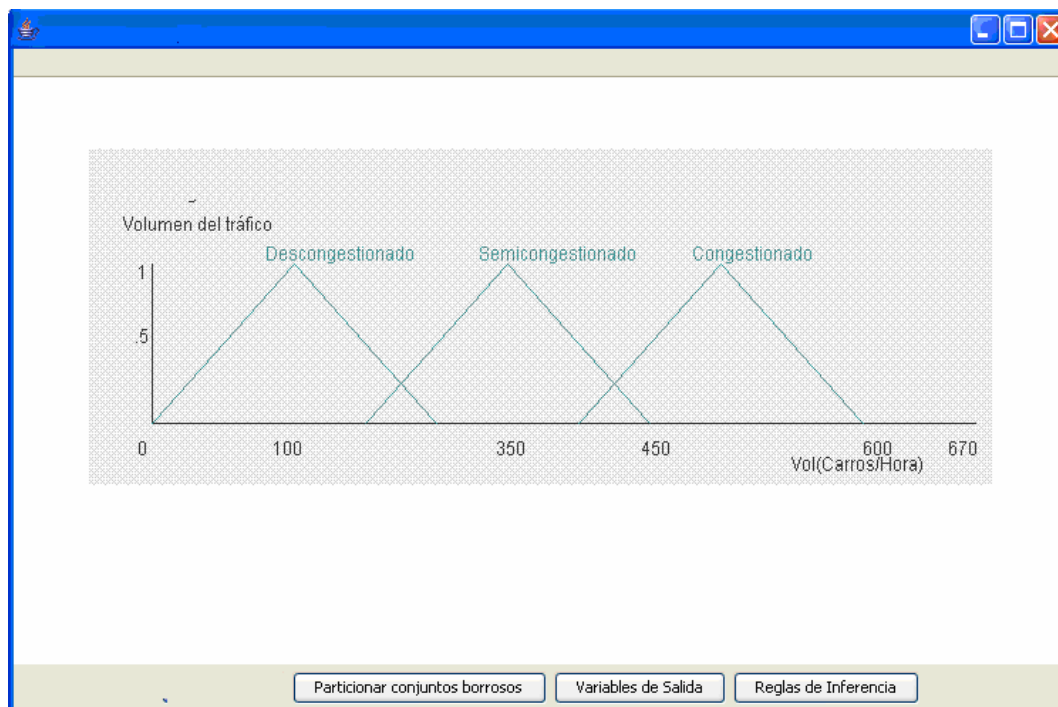 Volumen del tráfico
Descongestionado Semicongestionado Congestionado
1
.5
0 100 350 450 600 670
Vol(Carros/Hora)
Particionar conjuntos borrosos Variables de Salida Reglas de Inferencia